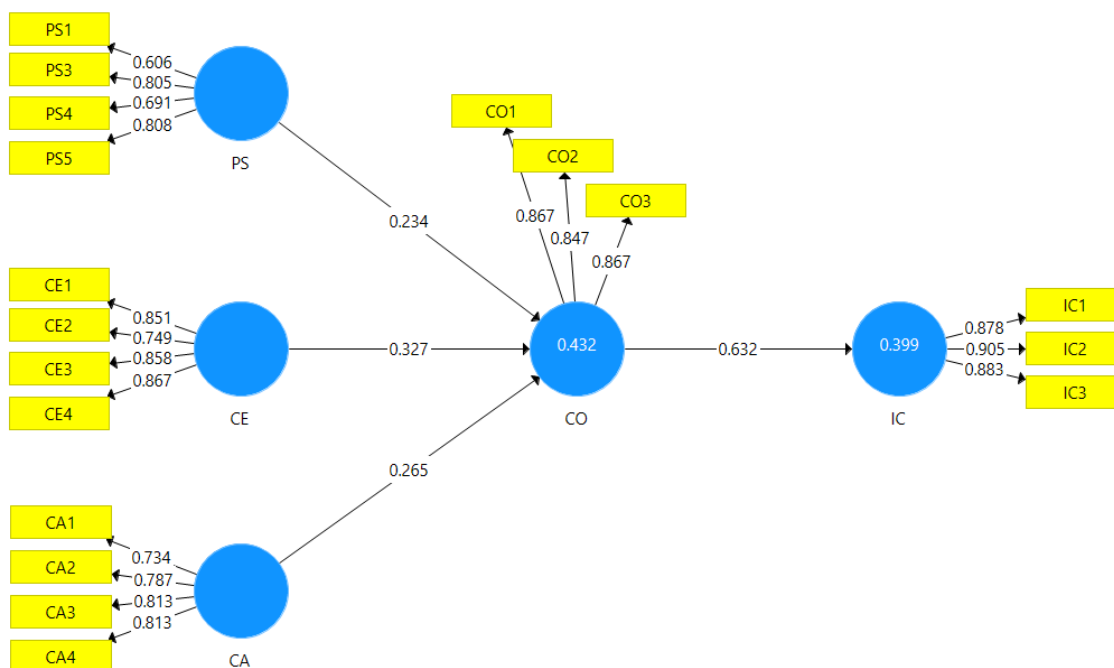 PS1
PS3
PS4
PS5
0.606
0.805
0.691
0.808
PS
CO1
CO2
CO3
0.867
0.847
0.867
0.234
CE1
CE2
CE3
CE4
0.851
0.749
0.858
0.867
CE
0.327
0.432
CO
0.632
0.399
IC
0.878
0.905
0.883
IC1
IC2
IC3
0.265
CA1
CA2
CA3
CA4
0.734
0.787
0.813
0.813
CA